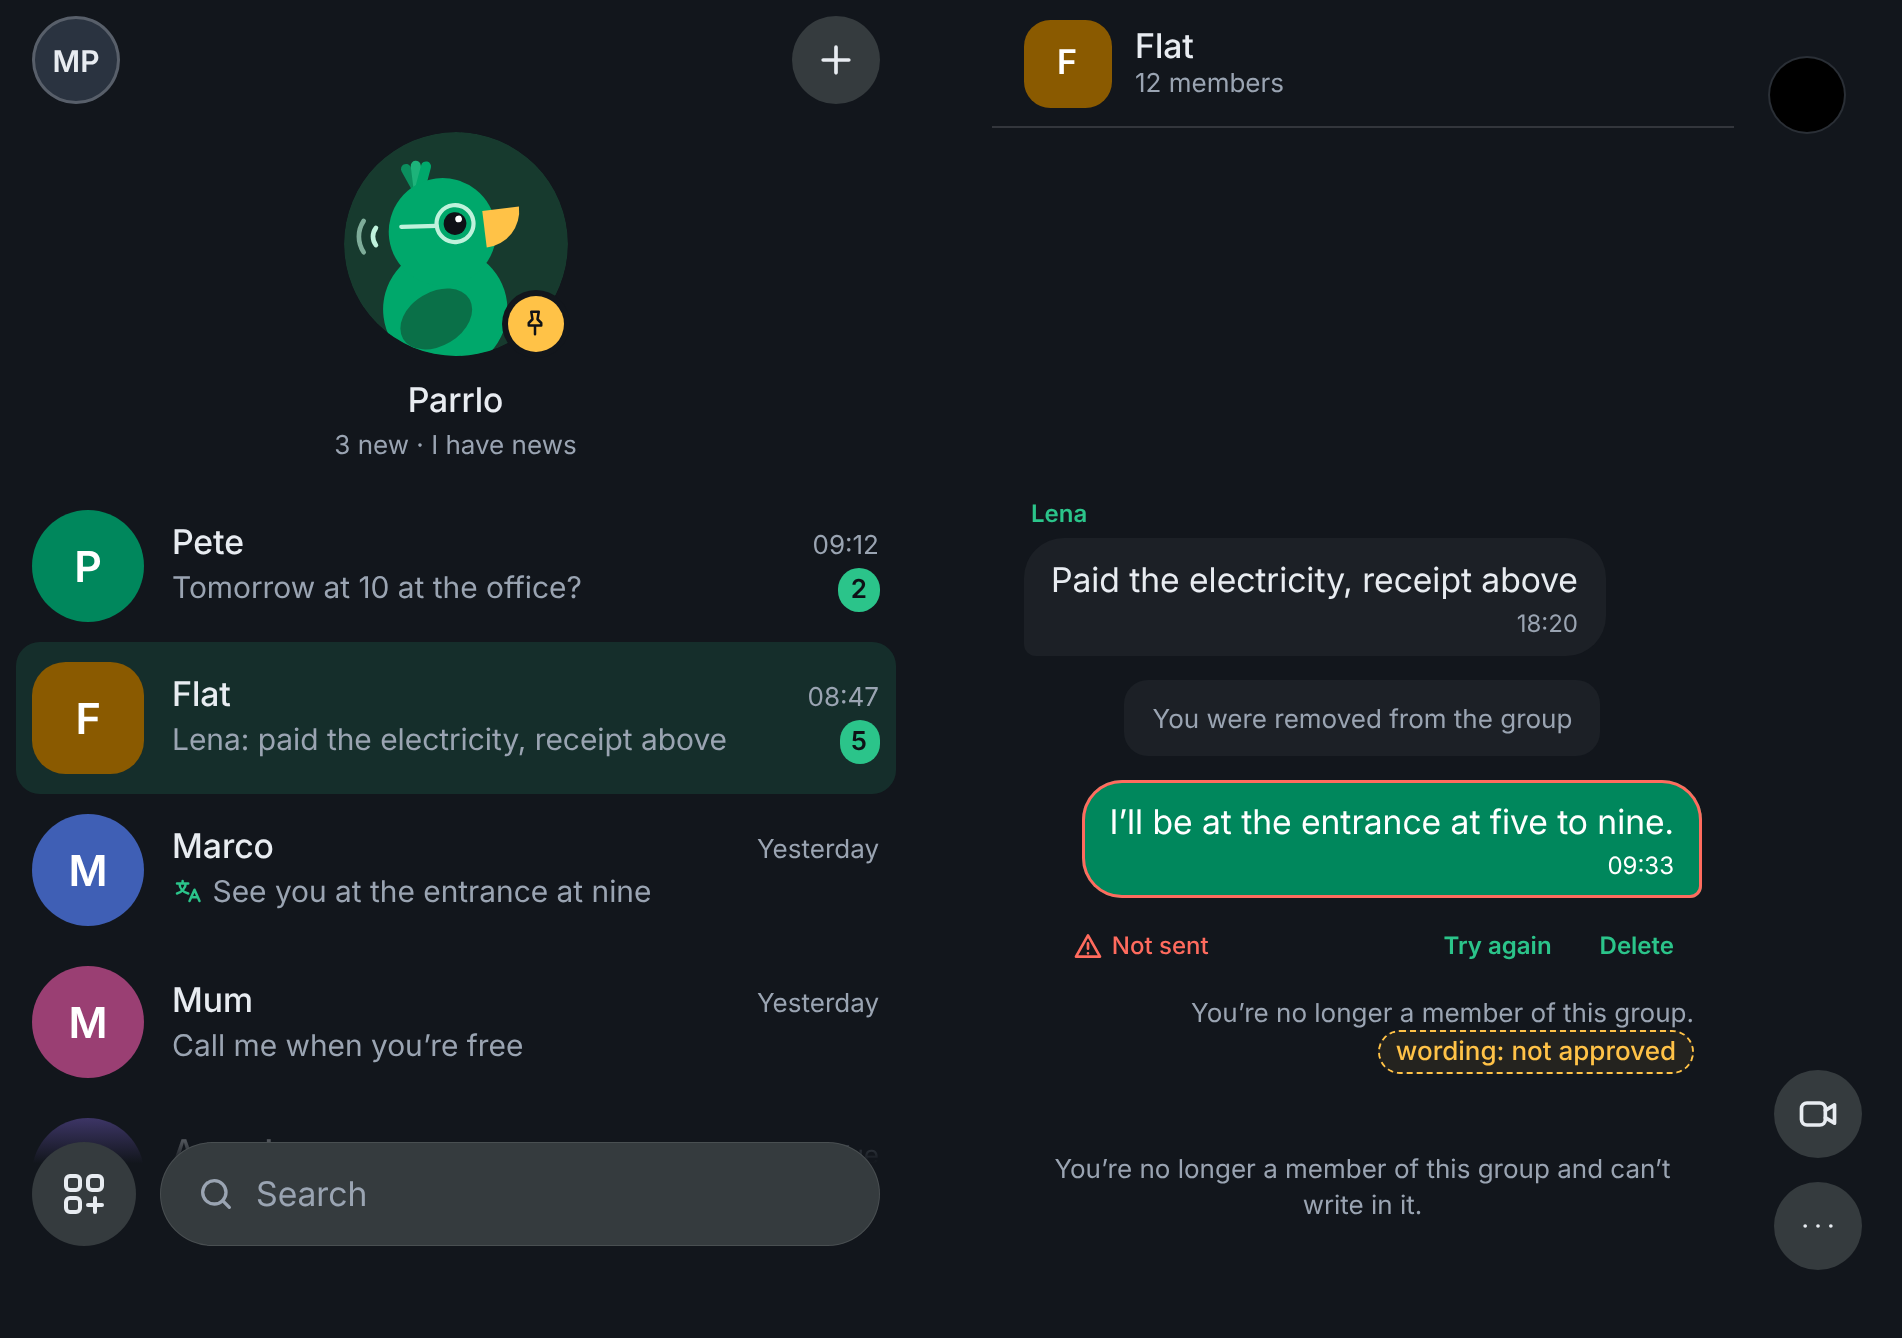 MP
Parrlo
3 new · I have news
P
Pete
09:12
Tomorrow at 10 at the office?
2
F
Flat
08:47
Lena: paid the electricity, receipt above
5
M
Marco
Yesterday
See you at the entrance at nine
M
Mum
Yesterday
Call me when you’re free
Search
F
Flat
12 members
Lena
Paid the electricity, receipt above
18:20
You were removed from the group
I’ll be at the entrance at five to nine.
09:33
Not sent
Try again
Delete
You’re no longer a member of this group.
wording: not approved
You’re no longer a member of this group and can’t
write in it.